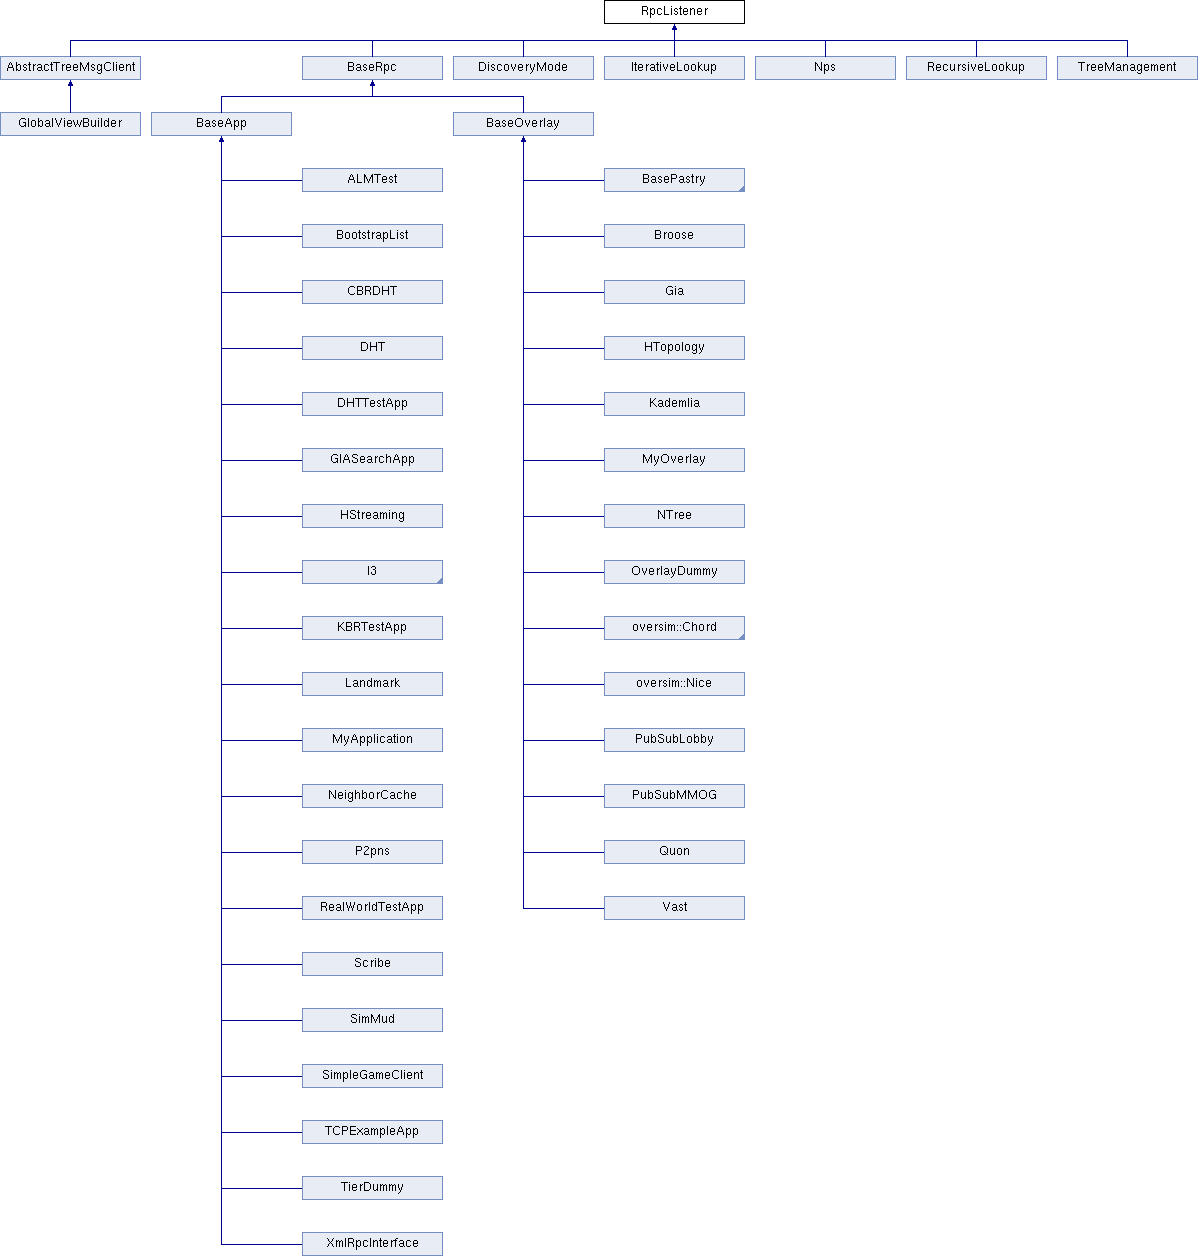 RpcListener
AbstractTreeMsgClient BaseRpc DiscoveryMode IterativeLookup Nps RecursiveLookup TreeManagement
GlobalViewBuilder BaseApp BaseOverlay
ALMTest BasePastry
BootstrapList Broose
CBRDHT Gia
DHT HTopology
DHTTestApp Kademlia
GIASearchApp MyOverlay
HStreaming NTree
I3 OverlayDummy
KBRTestApp oversim::Chord
Landmark oversim::Nice
MyApplication PubSubLobby
NeighborCache PubSubMMOG
P2pns Quon
RealWorldTestApp Vast
Scribe
SimMud
SimpleGameClient
TCPExampleApp
TierDummy
XmlRpcInterface